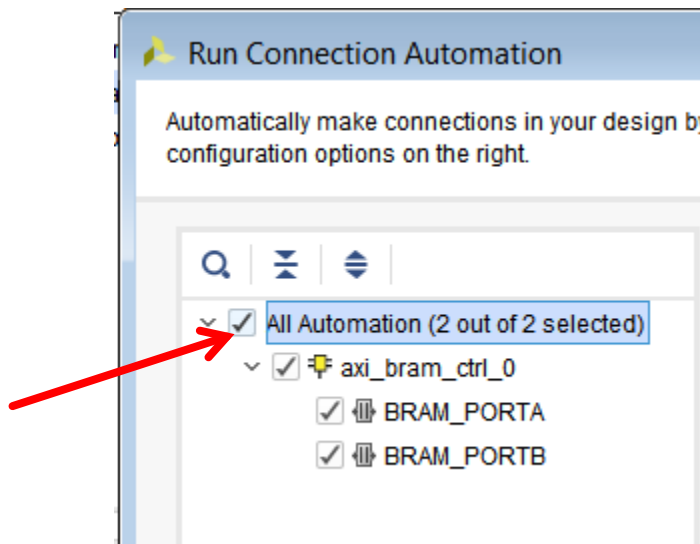 Run Connection Automation
Automatically make connections in your design
configuration options on the right.
All Automation (2 out of 2 selected)
axi_bram_ctrl_0
BRAM_PORTA
BRAM_PORTB